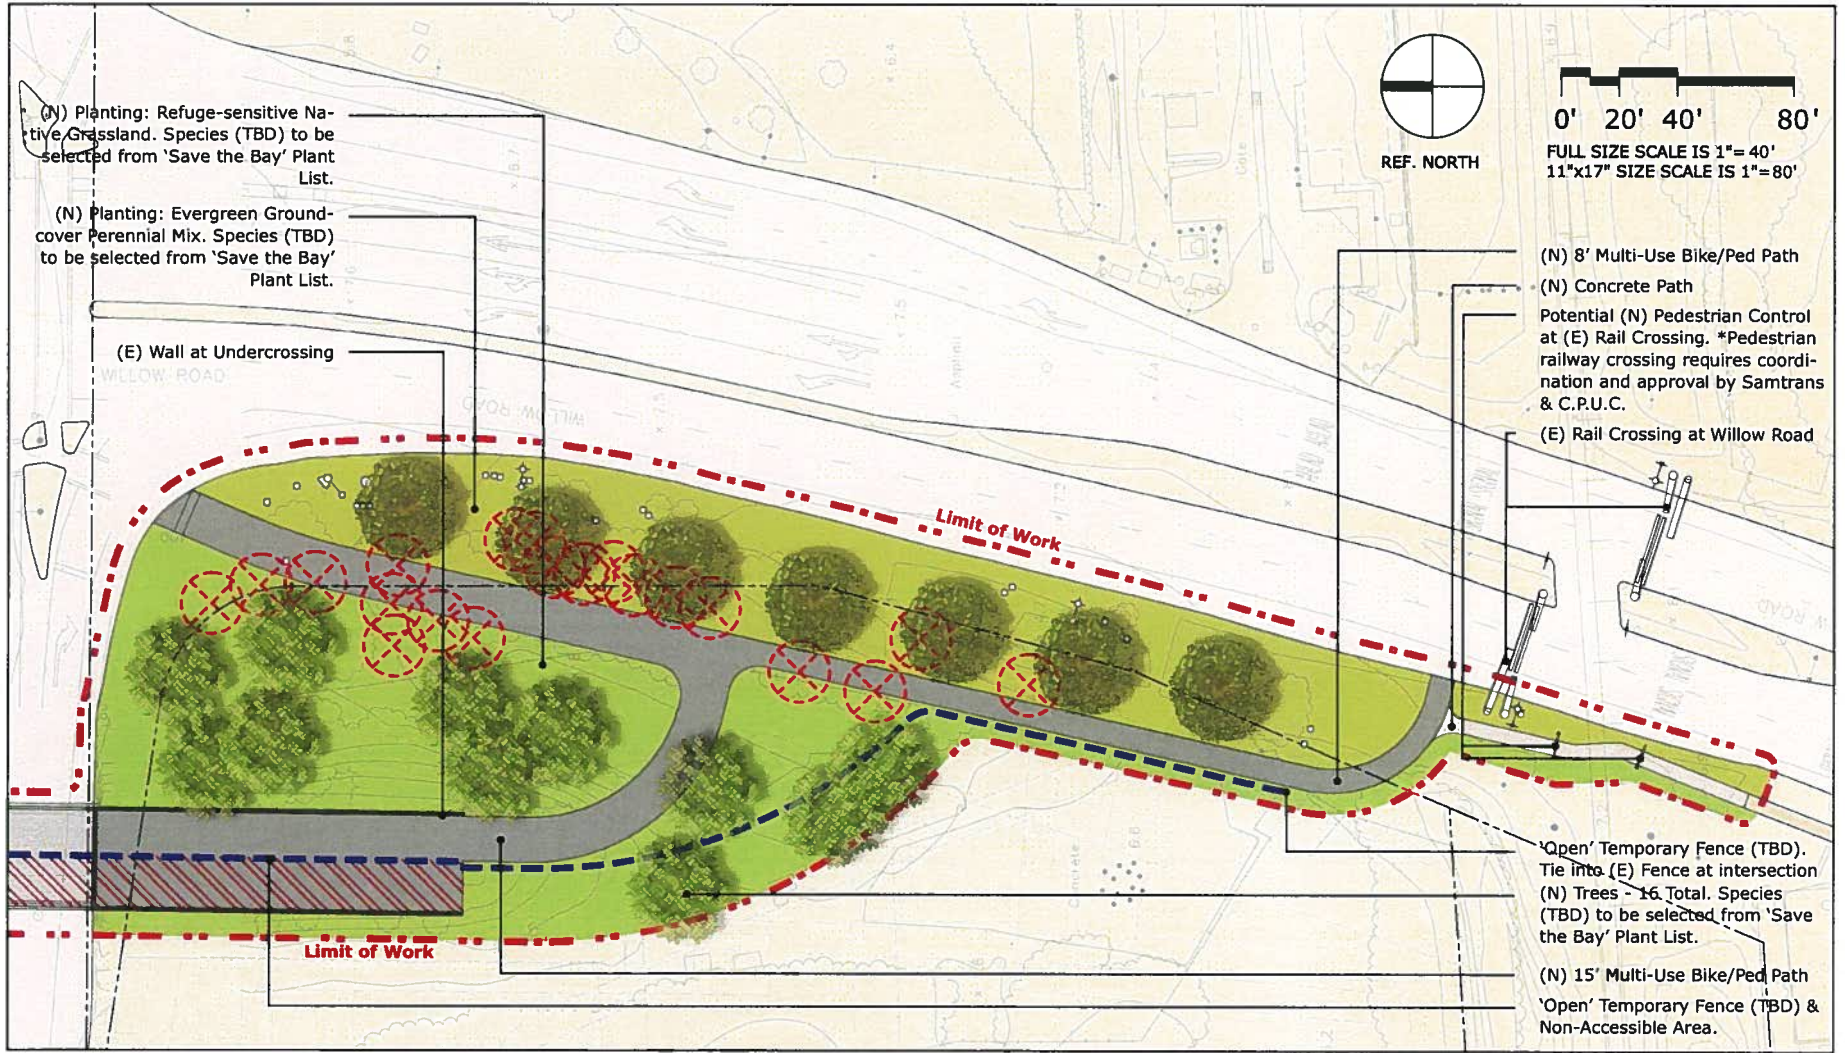 (N) Planting: Refuge-sensitive Na-
tive Grassland. Species (TBD) to be
selected from ‘Save the Bay’ Plant
List.
(N) Planting: Evergreen Ground-
cover Perennial Mix. Species (TBD)
to be selected from ‘Save the Bay’
Plant List.
(E) Wall at Undercrossing
WILLOW ROAD
WILLOW ROAD
REF. NORTH
0' 20' 40' 80'
FULL SIZE SCALE IS 1"= 40'
11"x17" SIZE SCALE IS 1"=80'
(N) 8’ Multi-Use Bike/Ped Path
(N) Concrete Path
Potential (N) Pedestrian Control
at (E) Rail Crossing. *Pedestrian
railway crossing requires coordi-
nation and approval by Samtrans
& C.P.U.C.
(E) Rail Crossing at Willow Road
Limit of Work
Limit of Work
‘Open’ Temporary Fence (TBD).
Tie into (E) Fence at intersection
(N) Trees - 16 Total. Species
(TBD) to be selected from ‘Save
the Bay’ Plant List.
(N) 15’ Multi-Use Bike/Ped Path
‘Open’ Temporary Fence (TBD) &
Non-Accessible Area.